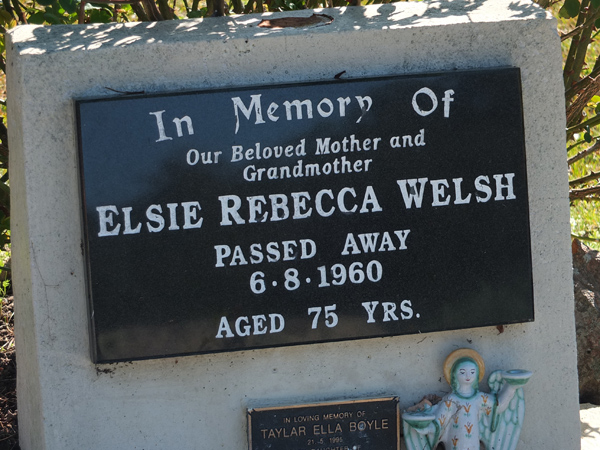 In Memory Of
Our Beloved Mother and
Grandmother
ELSIE REBECCA WELSH
PASSED AWAY
6·8·1960
AGED 75 YRS.
IN LOVING MEMORY OF
TAYLAR ELLA BOYLE